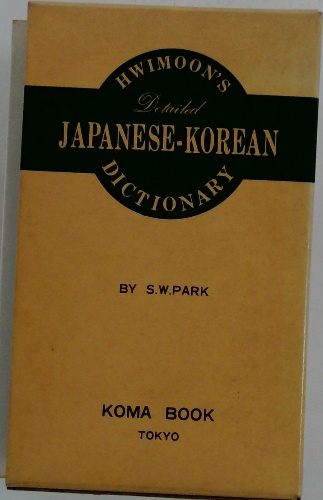 HWIMOON'S
Detailed
JAPANESE-KOREAN
DICTIONARY
BY S.W.PARK
KOMA BOOK
TOKYO